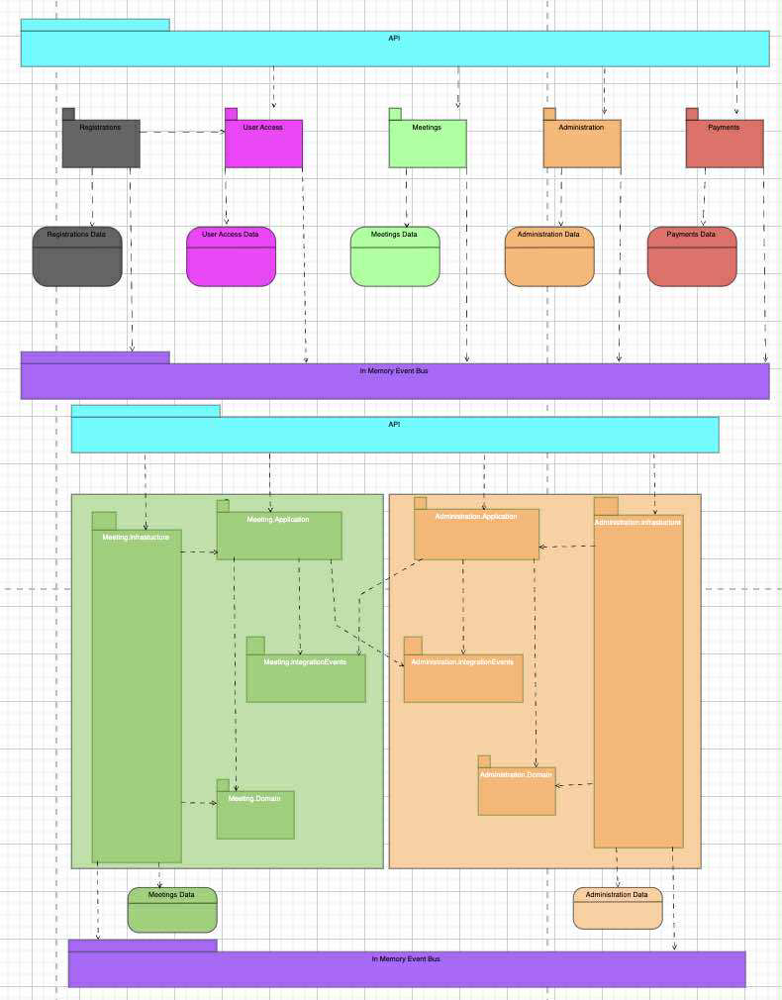 API
Registrations
User Access
Meetings
Administration
Payments
Registrations Data
User Access Data
Meetings Data
Administration Data
Payments Data
In Memory Event Bus
API
Meeting.Application
Administration.Application
Administration.Infrastucture
Meeting.Infrastucture
Meeting.IntegrationEvents
Administration.IntegrationEvents
Administration.Domain
Meeting.Domain
Meetings Data
Administration Data
In Memory Event Bus